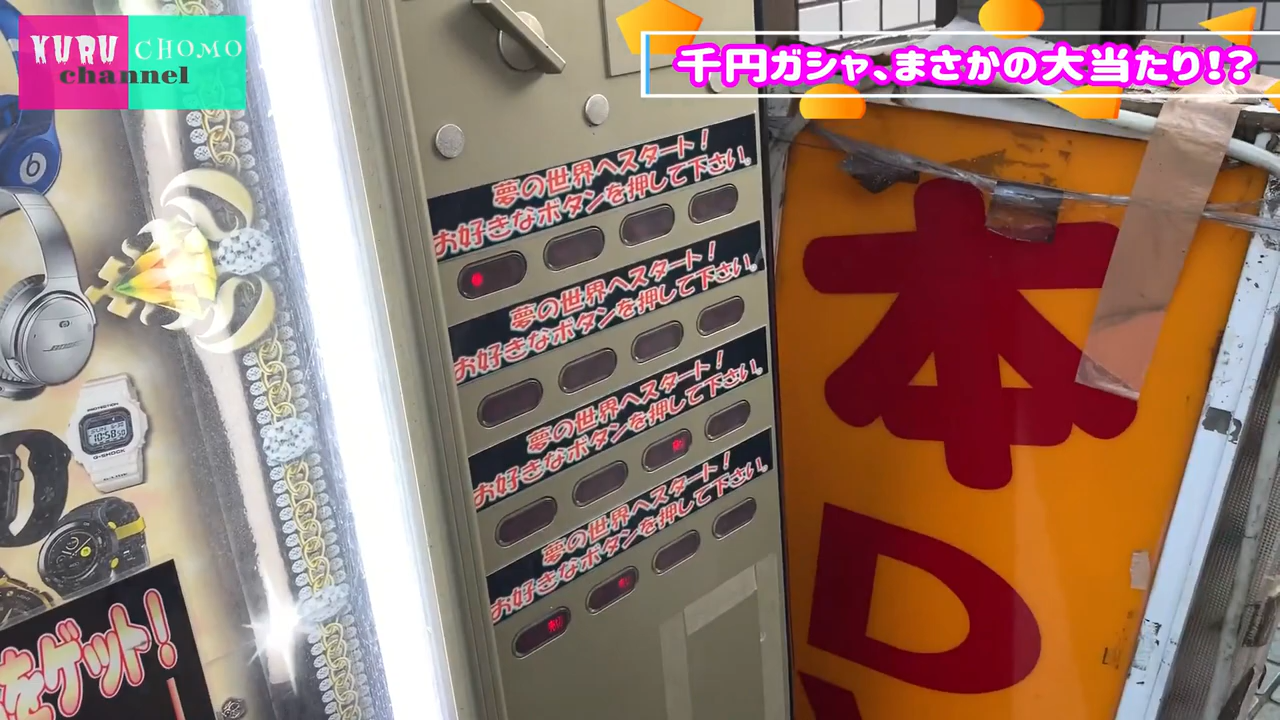 KURU CHOMO
channel
千円ガシャ、まさかの大当たり!?
夢の世界へスタート!
お好きなボタンを押して下さい。
夢の世界へスタート!
お好きなボタンを押して下さい。
夢の世界へスタート!
お好きなボタンを押して下さい。
夢の世界へスタート!
お好きなボタンを押して下さい。
本
D
BOSE
10:58
G-SHOCK
をゲット!